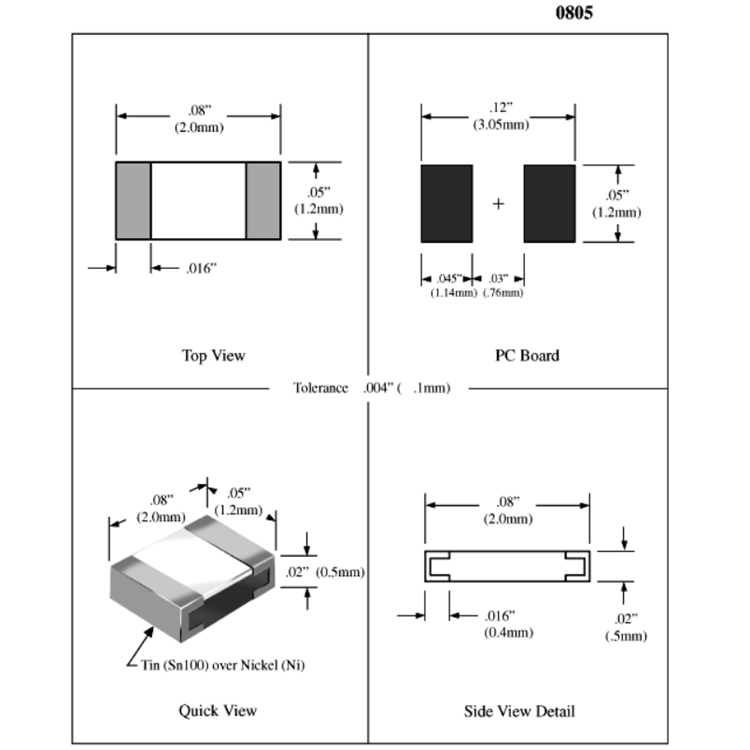 0805
.08”
(2.0mm)
.05”
(1.2mm)
.016”
Top View
.12”
(3.05mm)
+
.05”
(1.2mm)
.045” .03”
(1.14mm) (.76mm)
PC Board
Tolerance .004” ( .1mm)
.08”
(2.0mm)
.05”
(1.2mm)
.02” (0.5mm)
Tin (Sn100) over Nickel (Ni)
Quick View
.08”
(2.0mm)
.016”
(0.4mm)
.02”
(.5mm)
Side View Detail